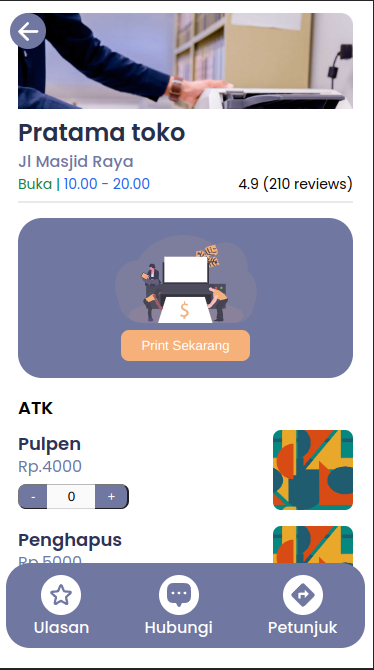 Pratama toko
Jl Masjid Raya
Buka | 10.00 - 20.00 4.9 (210 reviews)
$
Print Sekarang
ATK
Pulpen
Rp.4000
- 0 +
Penghapus
Rp.5000
Ulasan Hubungi Petunjuk